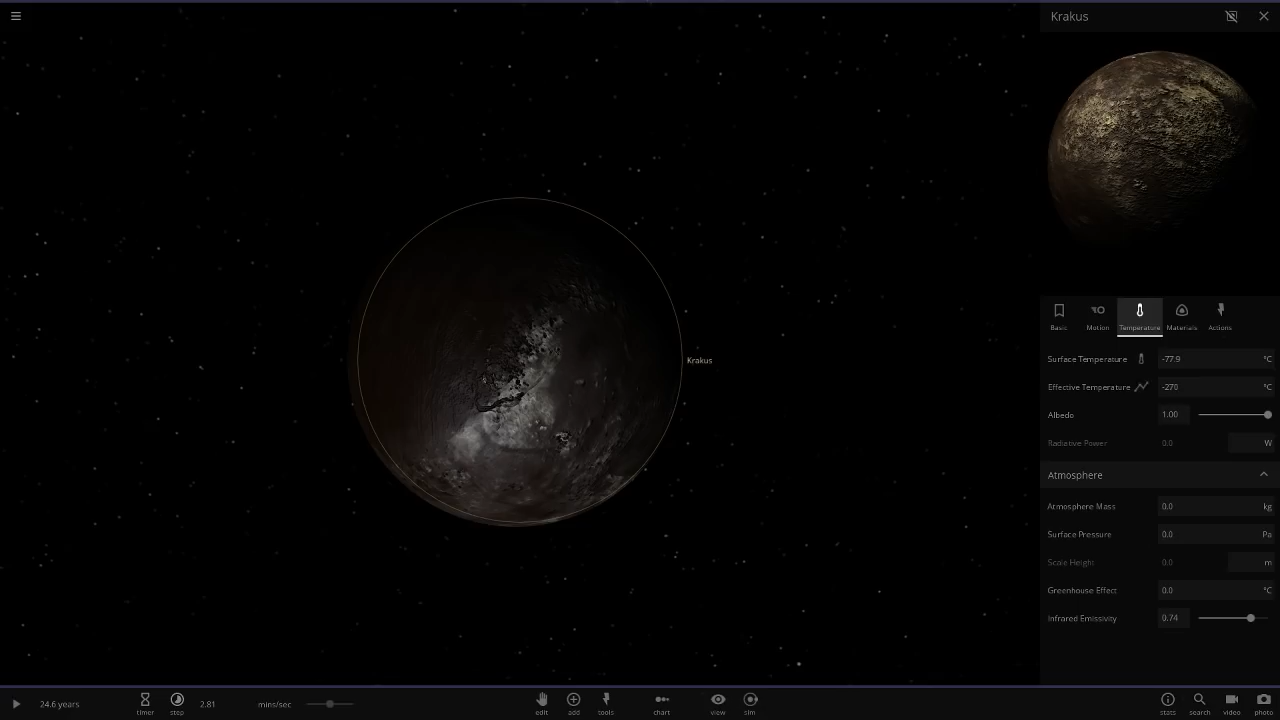 Krakus
Krakus
Basic Motion Temperature Materials Actions
Surface Temperature -77.9 °C
Effective Temperature -270 °C
Albedo 1.00
Radiative Power 0.0 W
Atmosphere
Atmosphere Mass 0.0 kg
Surface Pressure 0.0 Pa
Scale Height 0.0 m
Greenhouse Effect 0.0 °C
Infrared Emissivity 0.74
24.6 years timer step 2.81 mins/sec edit add tools chart view sim stats search video photo